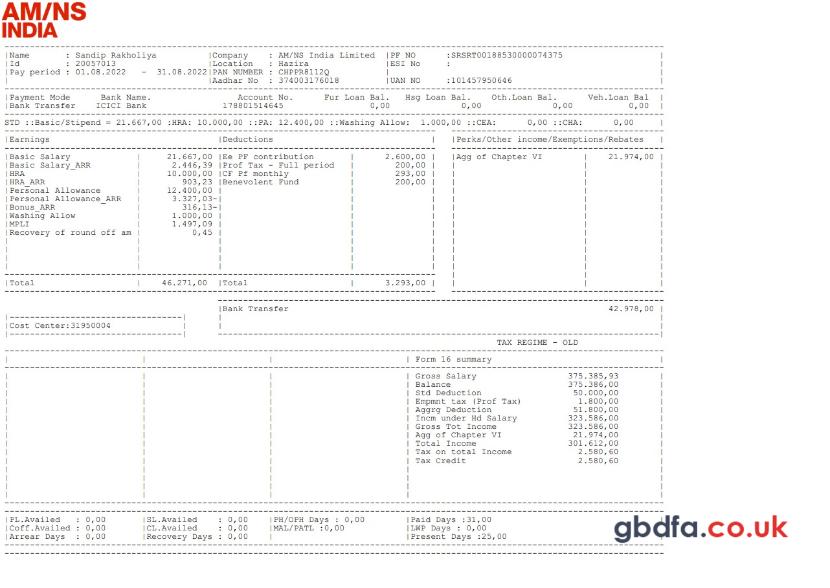 AM/NS
INDIA
|Name : Sandip Rakholiya |Company : AM/NS India Limited |PF NO :SRSRT00188530000074375
|Id : 20057013 |Location : Hazira |ESI No :
|Pay period : 01.08.2022 - 31.08.2022|PAN NUMBER : CHPPR8112Q |
|Aadhar No : 374003176018 |UAN NO :101457950646
|Payment Mode Bank Name. Account No. Fur Loan Bal. Hsg Loan Bal. Oth.Loan Bal. Veh.Loan Bal |
|Bank Transfer ICICI Bank 178801514645 0,00 0,00 0,00 0,00 |
STD ::Basic/Stipend = 21.667,00 :HRA: 10.000,00 ::PA: 12.400,00 ::Washing Allow: 1.000,00 ::CEA: 0,00 ::CHA: 0,00
|Earnings |Deductions | |Perks/Other income/Exemptions/Rebates |
|Basic Salary | 21.667,00 |Ee PF contribution | 2.600,00 | |Agg of Chapter VI | 21.974,00 |
|Basic Salary_ARR | 2.446,39 |Prof Tax - Full period | 200,00 |
|HRA | 10.000,00 |CF Pf monthly | 293,00 |
|HRA_ARR | 903,23 |Benevolent Fund | 200,00 |
|Personal Allowance | 12.400,00 |
|Personal Allowance_ARR | 3.327,03-|
|Bonus_ARR | 316,13-|
|Washing Allow | 1.000,00 |
|MPLI | 1.497,09 |
|Recovery of round off am | 0,45 |
|Total | 46.271,00 |Total | 3.293,00 |
|Bank Transfer 42.978,00 |
|Cost Center:31950004 |
TAX REGIME - OLD
| Form 16 summary
| Gross Salary 375.385,93
| Balance 375.386,00
| Std Deduction 50.000,00
| Empmnt tax (Prof Tax) 1.800,00
| Aggrg Deduction 51.800,00
| Incm under Hd Salary 323.586,00
| Gross Tot Income 323.586,00
| Agg of Chapter VI 21.974,00
| Total Income 301.612,00
| Tax on total Income 2.580,60
| Tax Credit 2.580,60
|PL.Availed : 0,00 |SL.Availed : 0,00 |PH/OPH Days : 0,00 |Paid Days :31,00
|Coff.Availed : 0,00 |CL.Availed : 0,00 |MAL/PATL :0,00 |LWP Days : 0,00
|Arrear Days : 0,00 |Recovery Days : 0,00 | |Present Days :25,00
gbdfa.co.uk